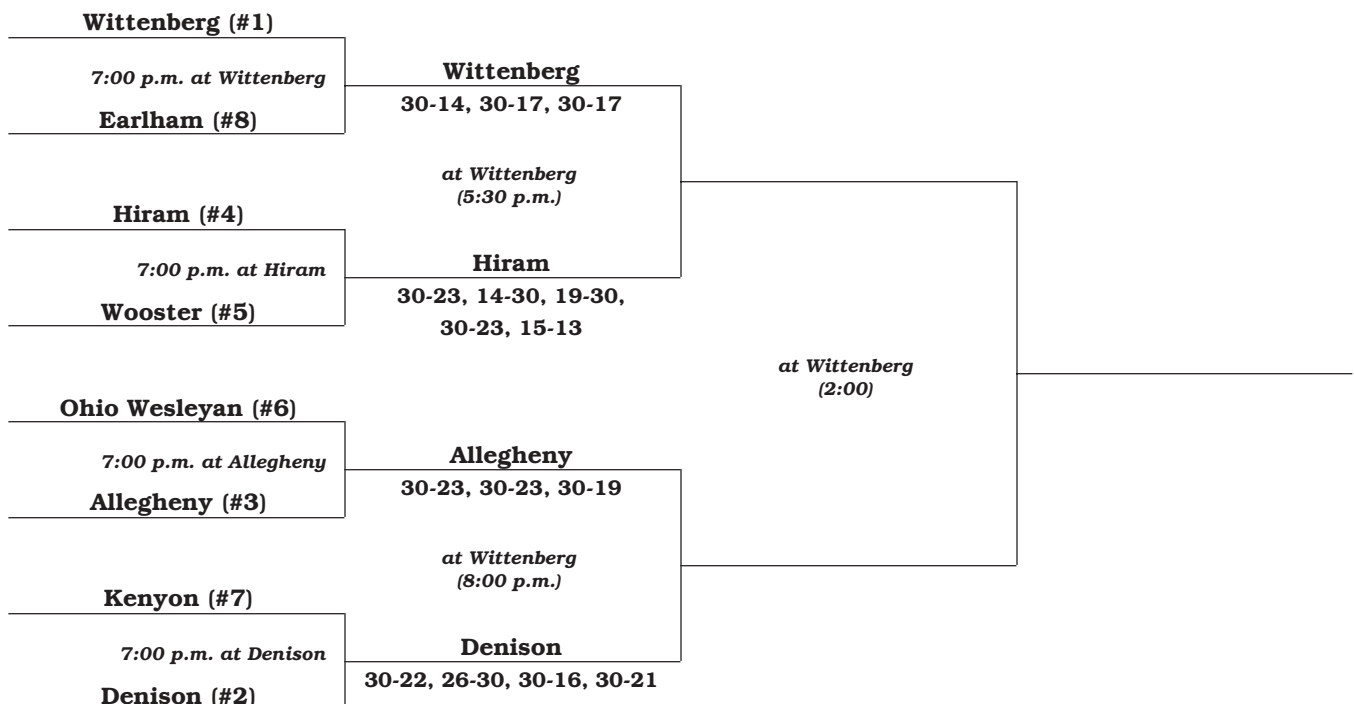 Wittenberg (#1)
7:00 p.m. at Wittenberg
Earlham (#8)
Wittenberg
30-14, 30-17, 30-17
at Wittenberg
(5:30 p.m.)
Hiram (#4)
7:00 p.m. at Hiram
Wooster (#5)
Hiram
30-23, 14-30, 19-30,
30-23, 15-13
at Wittenberg
(2:00)
Ohio Wesleyan (#6)
7:00 p.m. at Allegheny
Allegheny (#3)
Allegheny
30-23, 30-23, 30-19
at Wittenberg
(8:00 p.m.)
Kenyon (#7)
7:00 p.m. at Denison
Denison (#2)
Denison
30-22, 26-30, 30-16, 30-21